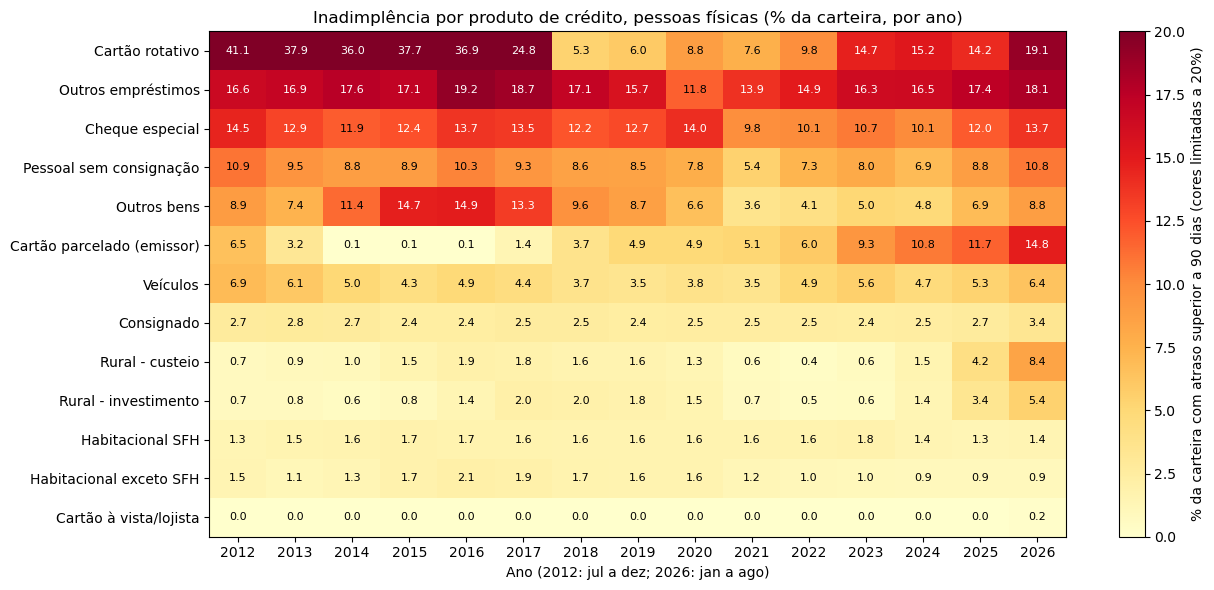 Inadimplência por produto de crédito, pessoas físicas (% da carteira, por ano)
Cartão rotativo 41.1 37.9 36.0 37.7 36.9 24.8 5.3 6.0 8.8 7.6 9.8 14.7 15.2 14.2 19.1
Outros empréstimos 16.6 16.9 17.6 17.1 19.2 18.7 17.1 15.7 11.8 13.9 14.9 16.3 16.5 17.4 18.1
Cheque especial 14.5 12.9 11.9 12.4 13.7 13.5 12.2 12.7 14.0 9.8 10.1 10.7 10.1 12.0 13.7
Pessoal sem consignação 10.9 9.5 8.8 8.9 10.3 9.3 8.6 8.5 7.8 5.4 7.3 8.0 6.9 8.8 10.8
Outros bens 8.9 7.4 11.4 14.7 14.9 13.3 9.6 8.7 6.6 3.6 4.1 5.0 4.8 6.9 8.8
Cartão parcelado (emissor) 6.5 3.2 0.1 0.1 0.1 1.4 3.7 4.9 4.9 5.1 6.0 9.3 10.8 11.7 14.8
Veículos 6.9 6.1 5.0 4.3 4.9 4.4 3.7 3.5 3.8 3.5 4.9 5.6 4.7 5.3 6.4
Consignado 2.7 2.8 2.7 2.4 2.4 2.5 2.5 2.4 2.5 2.5 2.5 2.4 2.5 2.7 3.4
Rural - custeio 0.7 0.9 1.0 1.5 1.9 1.8 1.6 1.6 1.3 0.6 0.4 0.6 1.5 4.2 8.4
Rural - investimento 0.7 0.8 0.6 0.8 1.4 2.0 2.0 1.8 1.5 0.7 0.5 0.6 1.4 3.4 5.4
Habitacional SFH 1.3 1.5 1.6 1.7 1.7 1.6 1.6 1.6 1.6 1.6 1.6 1.8 1.4 1.3 1.4
Habitacional exceto SFH 1.5 1.1 1.3 1.7 2.1 1.9 1.7 1.6 1.6 1.2 1.0 1.0 0.9 0.9 0.9
Cartão à vista/lojista 0.0 0.0 0.0 0.0 0.0 0.0 0.0 0.0 0.0 0.0 0.0 0.0 0.0 0.0 0.2
2012 2013 2014 2015 2016 2017 2018 2019 2020 2021 2022 2023 2024 2025 2026
Ano (2012: jul a dez; 2026: jan a ago)
20.0
17.5
15.0
12.5
10.0
7.5
5.0
2.5
0.0
% da carteira com atraso superior a 90 dias (cores limitadas a 20%)